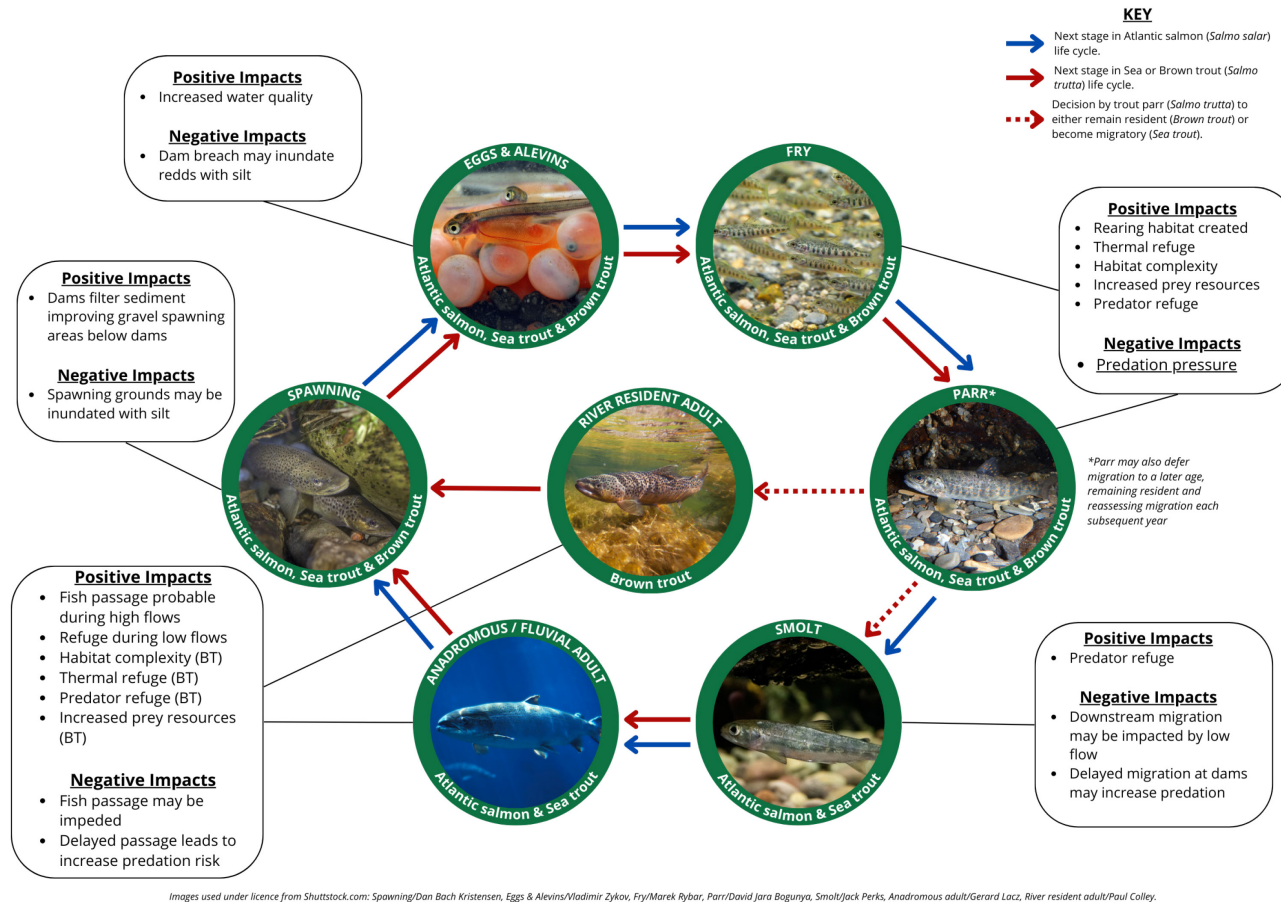 KEY
Next stage in Atlantic salmon (Salmo salar)
life cycle.
Next stage in Sea or Brown trout (Salmo
trutta) life cycle.
Decision by trout parr (Salmo trutta) to
either remain resident (Brown trout) or
become migratory (Sea trout).
Positive Impacts
• Increased water quality
Negative Impacts
• Dam breach may inundate
redds with silt
EGGS & ALEVINS
Atlantic salmon, Sea trout & Brown trout
FRY
Atlantic salmon, Sea trout & Brown trout
Positive Impacts
• Rearing habitat created
• Thermal refuge
• Habitat complexity
• Increased prey resources
• Predator refuge
Negative Impacts
• Predation pressure
Positive Impacts
• Dams filter sediment
improving gravel spawning
areas below dams
Negative Impacts
• Spawning grounds may be
inundated with silt
SPAWNING
Atlantic salmon, Sea trout & Brown trout
RIVER RESIDENT ADULT
Brown trout
PARR*
Atlantic salmon, Sea trout & Brown trout
*Parr may also defer
migration to a later age,
remaining resident and
reassessing migration each
subsequent year
Positive Impacts
• Fish passage probable
during high flows
• Refuge during low flows
• Habitat complexity (BT)
• Thermal refuge (BT)
• Predator refuge (BT)
• Increased prey resources
(BT)
Negative Impacts
• Fish passage may be
impeded
• Delayed passage leads to
increase predation risk
ANADROMOUS / FLUVIAL ADULT
Atlantic salmon & Sea trout
SMOLT
Atlantic salmon & Sea trout
Positive Impacts
• Predator refuge
Negative Impacts
• Downstream migration
may be impacted by low
flow
• Delayed migration at dams
may increase predation
Images used under licence from Shuttstock.com: Spawning/Dan Bach Kristensen, Eggs & Alevins/Vladimir Zykov, Fry/Marek Rybar, Parr/David Jara Bogunya, Smolt/Jack Perks, Anadromous adult/Gerard Lacz, River resident adult/Paul Colley.